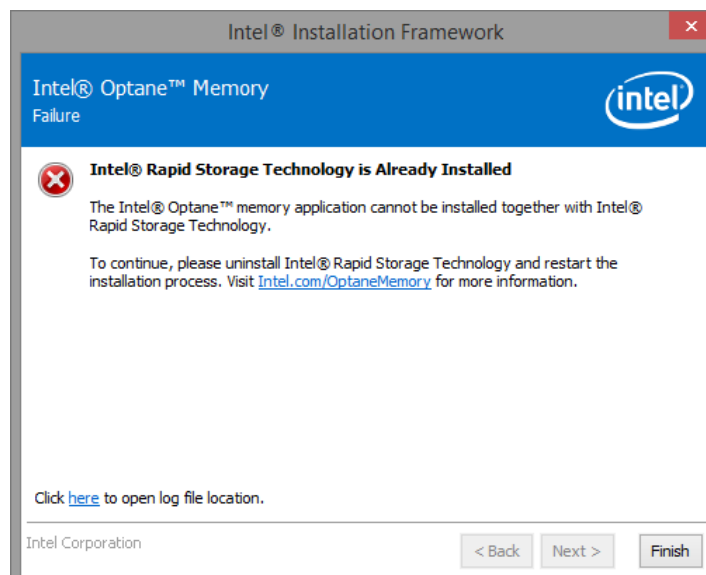 Intel® Installation Framework
Intel® Optane™ Memory
Failure
intel
Intel® Rapid Storage Technology is Already Installed
The Intel® Optane™ memory application cannot be installed together with Intel®
Rapid Storage Technology.
To continue, please uninstall Intel® Rapid Storage Technology and restart the
installation process. Visit Intel.com/OptaneMemory for more information.
Click here to open log file location.
Intel Corporation
< Back
Next >
Finish